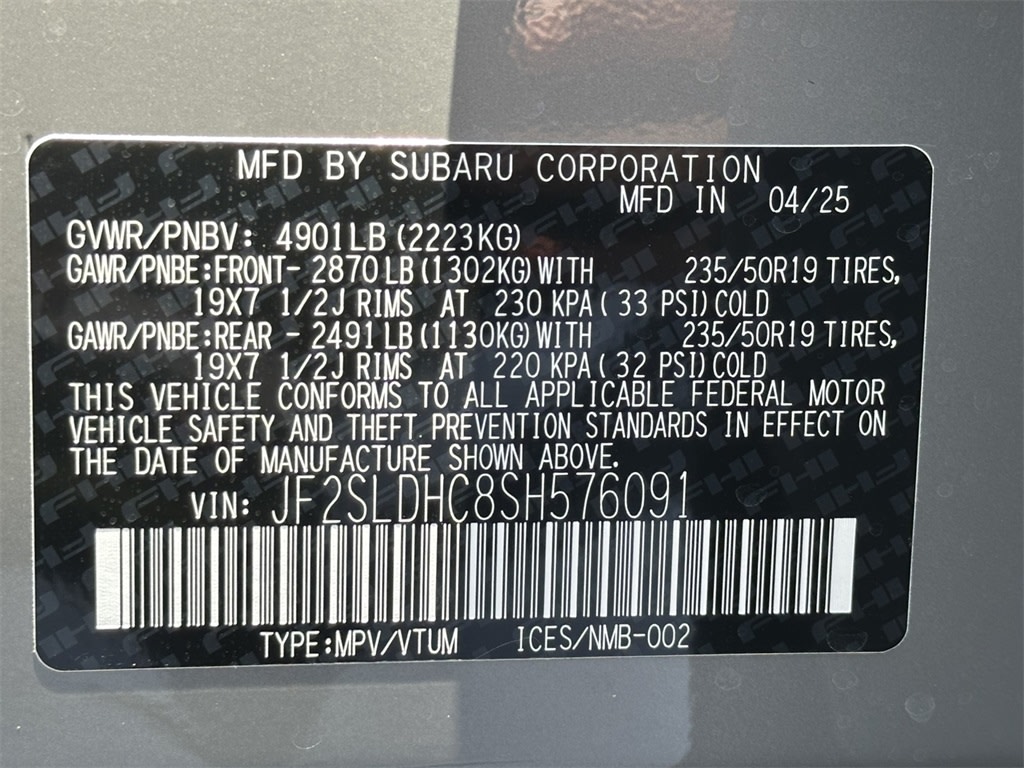 MFD BY SUBARU CORPORATION
MFD IN 04/25
GVWR/PNBV: 4901LB (2223KG)
GAWR/PNBE:FRONT- 2870LB (1302KG) WITH 235/50R19 TIRES,
19X7 1/2J RIMS AT 230 KPA ( 33 PSI) COLD
GAWR/PNBE:REAR - 2491LB (1130KG) WITH 235/50R19 TIRES,
19X7 1/2J RIMS AT 220 KPA ( 32 PSI) COLD
THIS VEHICLE CONFORMS TO ALL APPLICABLE FEDERAL MOTOR
VEHICLE SAFETY AND THEFT PREVENTION STANDARDS IN EFFECT ON
THE DATE OF MANUFACTURE SHOWN ABOVE.
VIN: JF2SLDHC8SH576091
TYPE:MPV/VTUM ICES/NMB-002